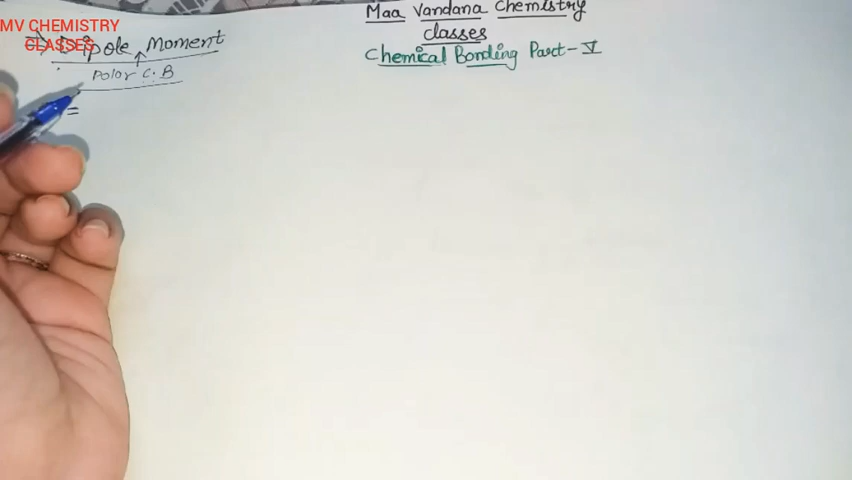 Maa Vandana Chemistry
classes
Chemical Bonding Part-V
MV CHEMISTRY
CLASSES
⇒ Dipole Moment
Polar C.B
=